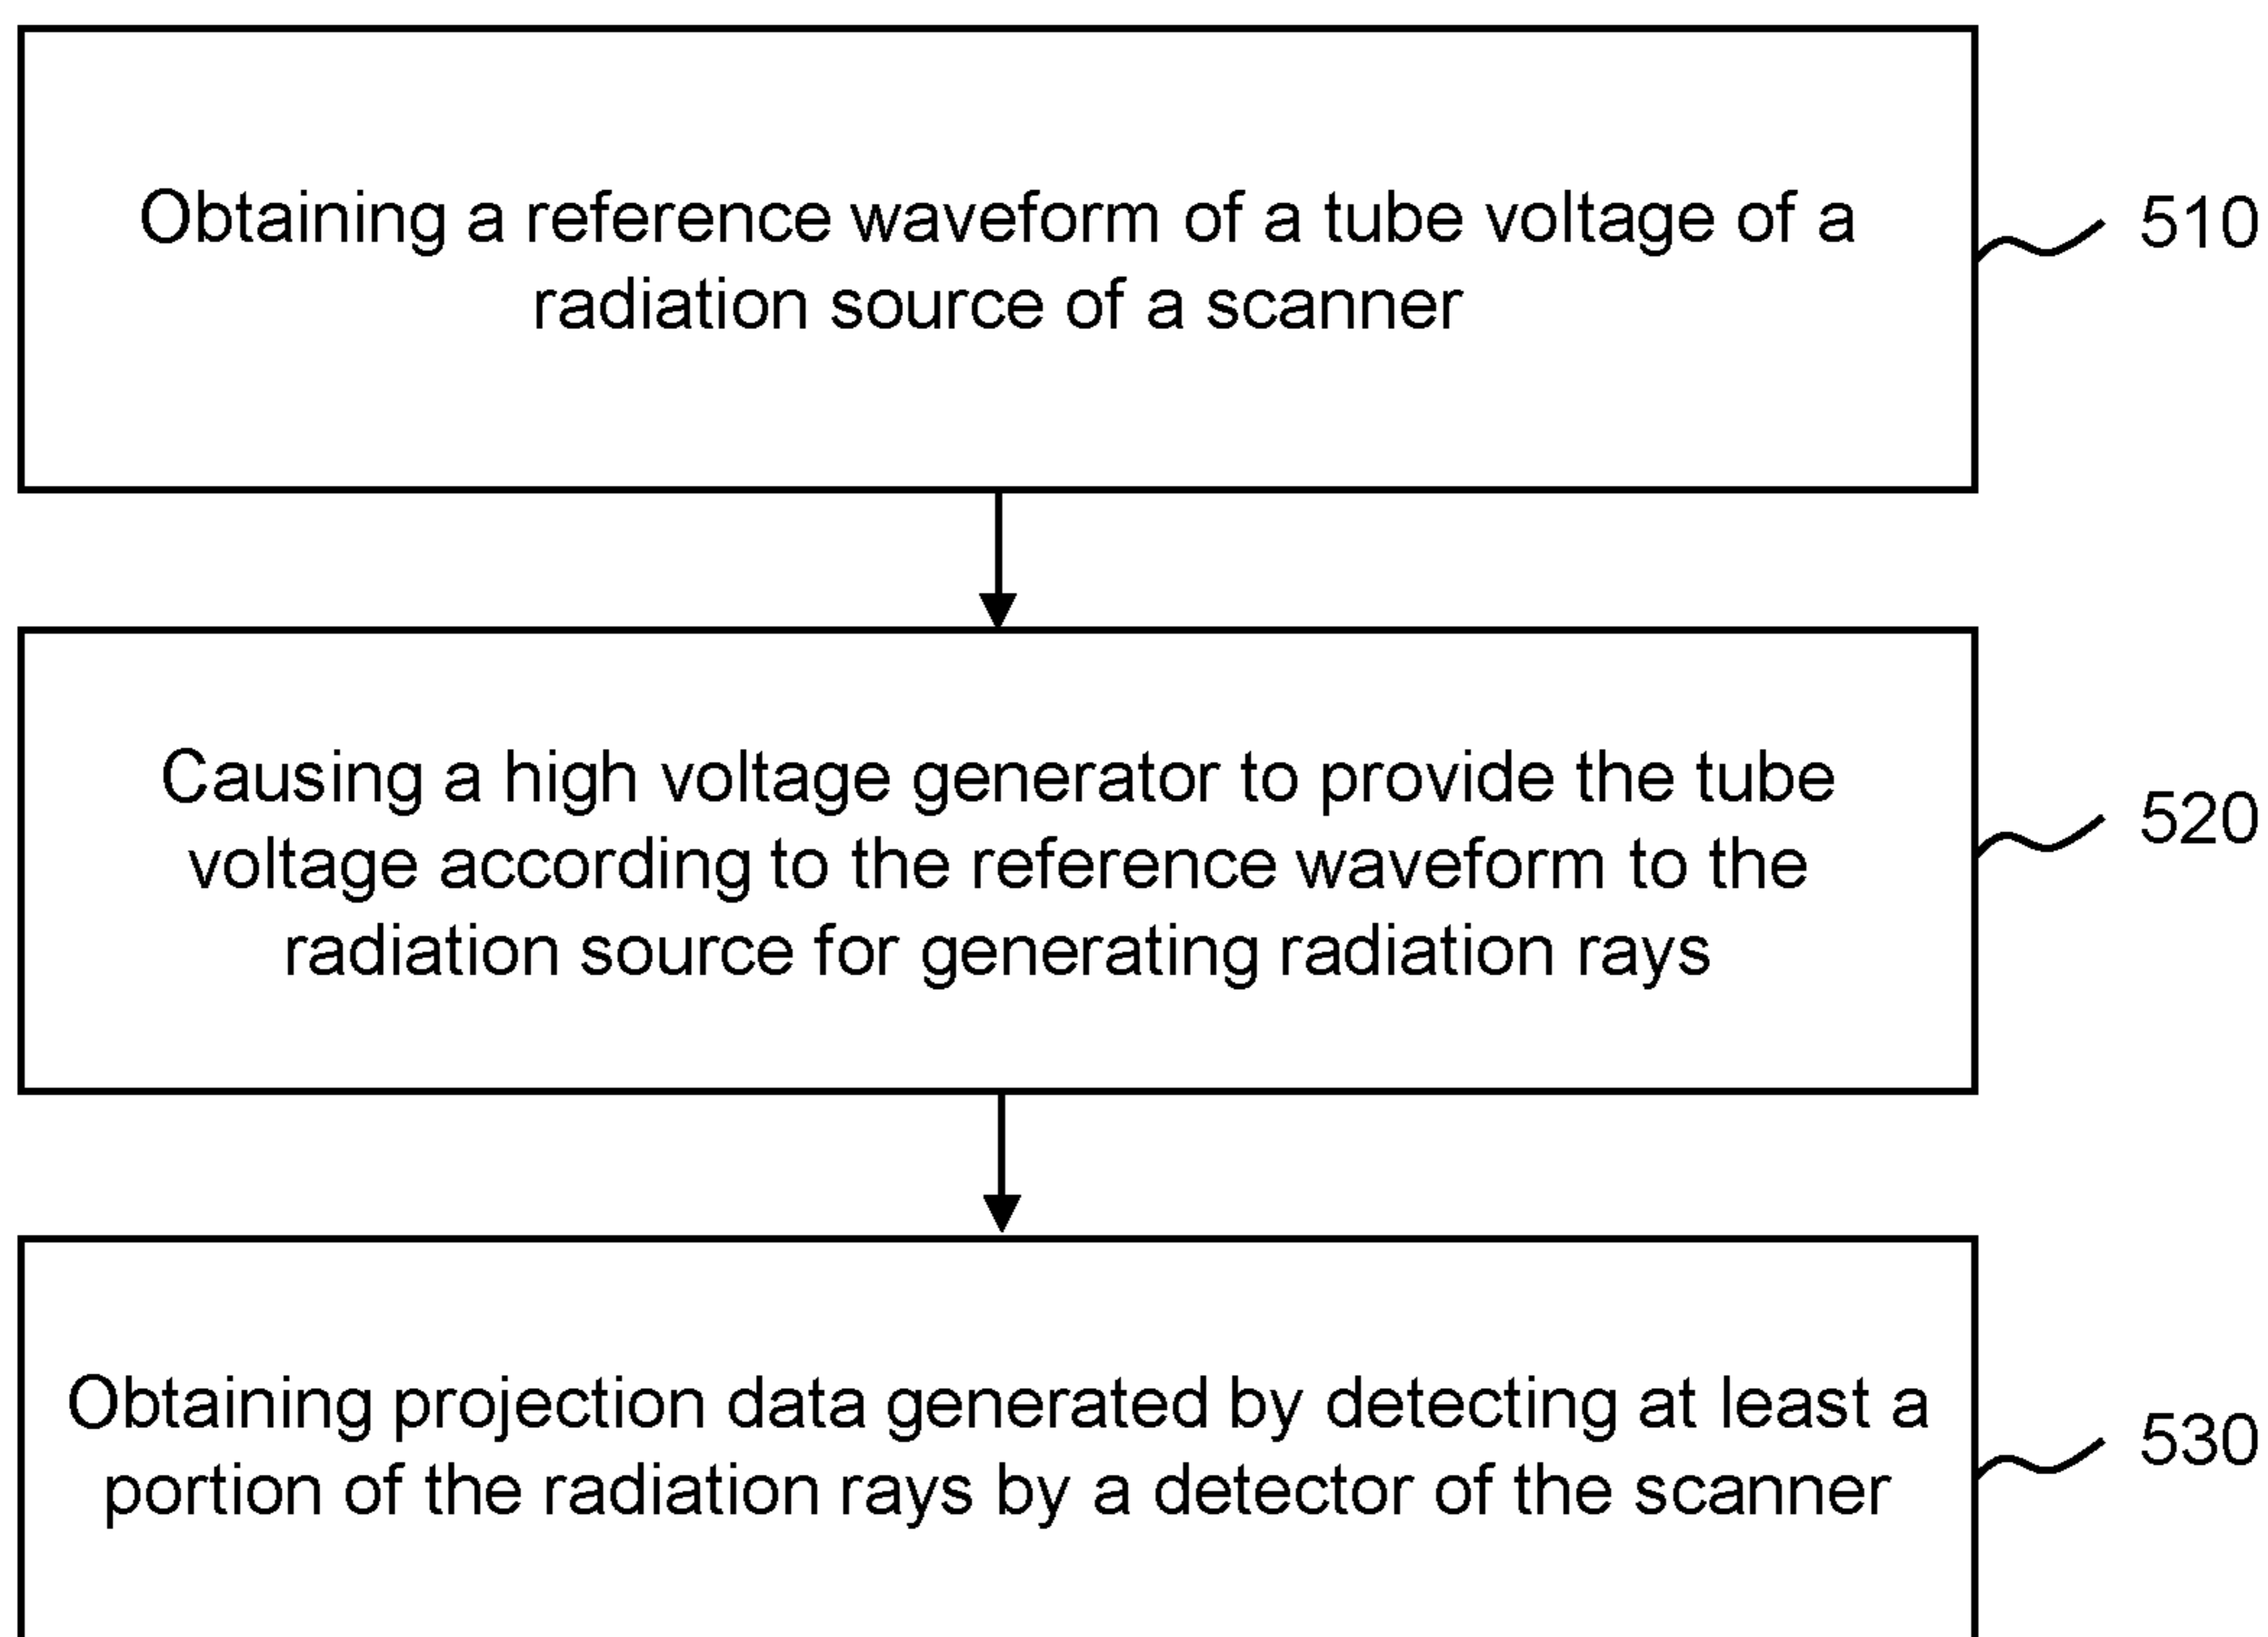 Obtaining a reference waveform of a tube voltage of a
radiation source of a scanner
510
Causing a high voltage generator to provide the tube
voltage according to the reference waveform to the
radiation source for generating radiation rays
520
Obtaining projection data generated by detecting at least a
portion of the radiation rays by a detector of the scanner
530